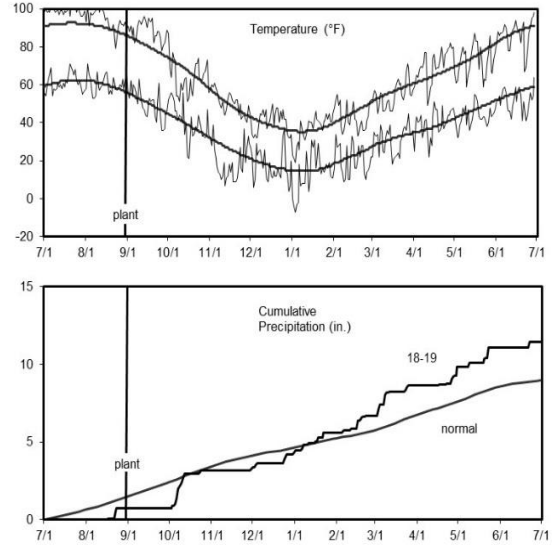 100
Temperature (°F)
80
60
40
20
0
plant
-20
7/1 8/1 9/1 10/1 11/1 12/1 1/1 2/1 3/1 4/1 5/1 6/1 7/1
15
Cumulative
Precipitation (in.)
18-19
10
normal
5
plant
0
7/1 8/1 9/1 10/1 11/1 12/1 1/1 2/1 3/1 4/1 5/1 6/1 7/1